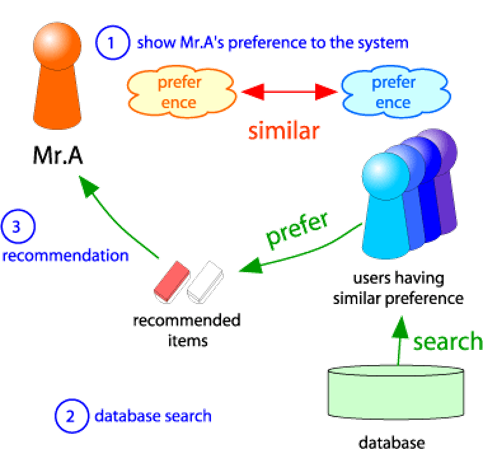 1 show Mr.A's preference to the system
prefer
ence
prefer
ence
similar
Mr.A
3
recommendation
prefer
users having
similar preference
recommended
items
search
2 database search
database